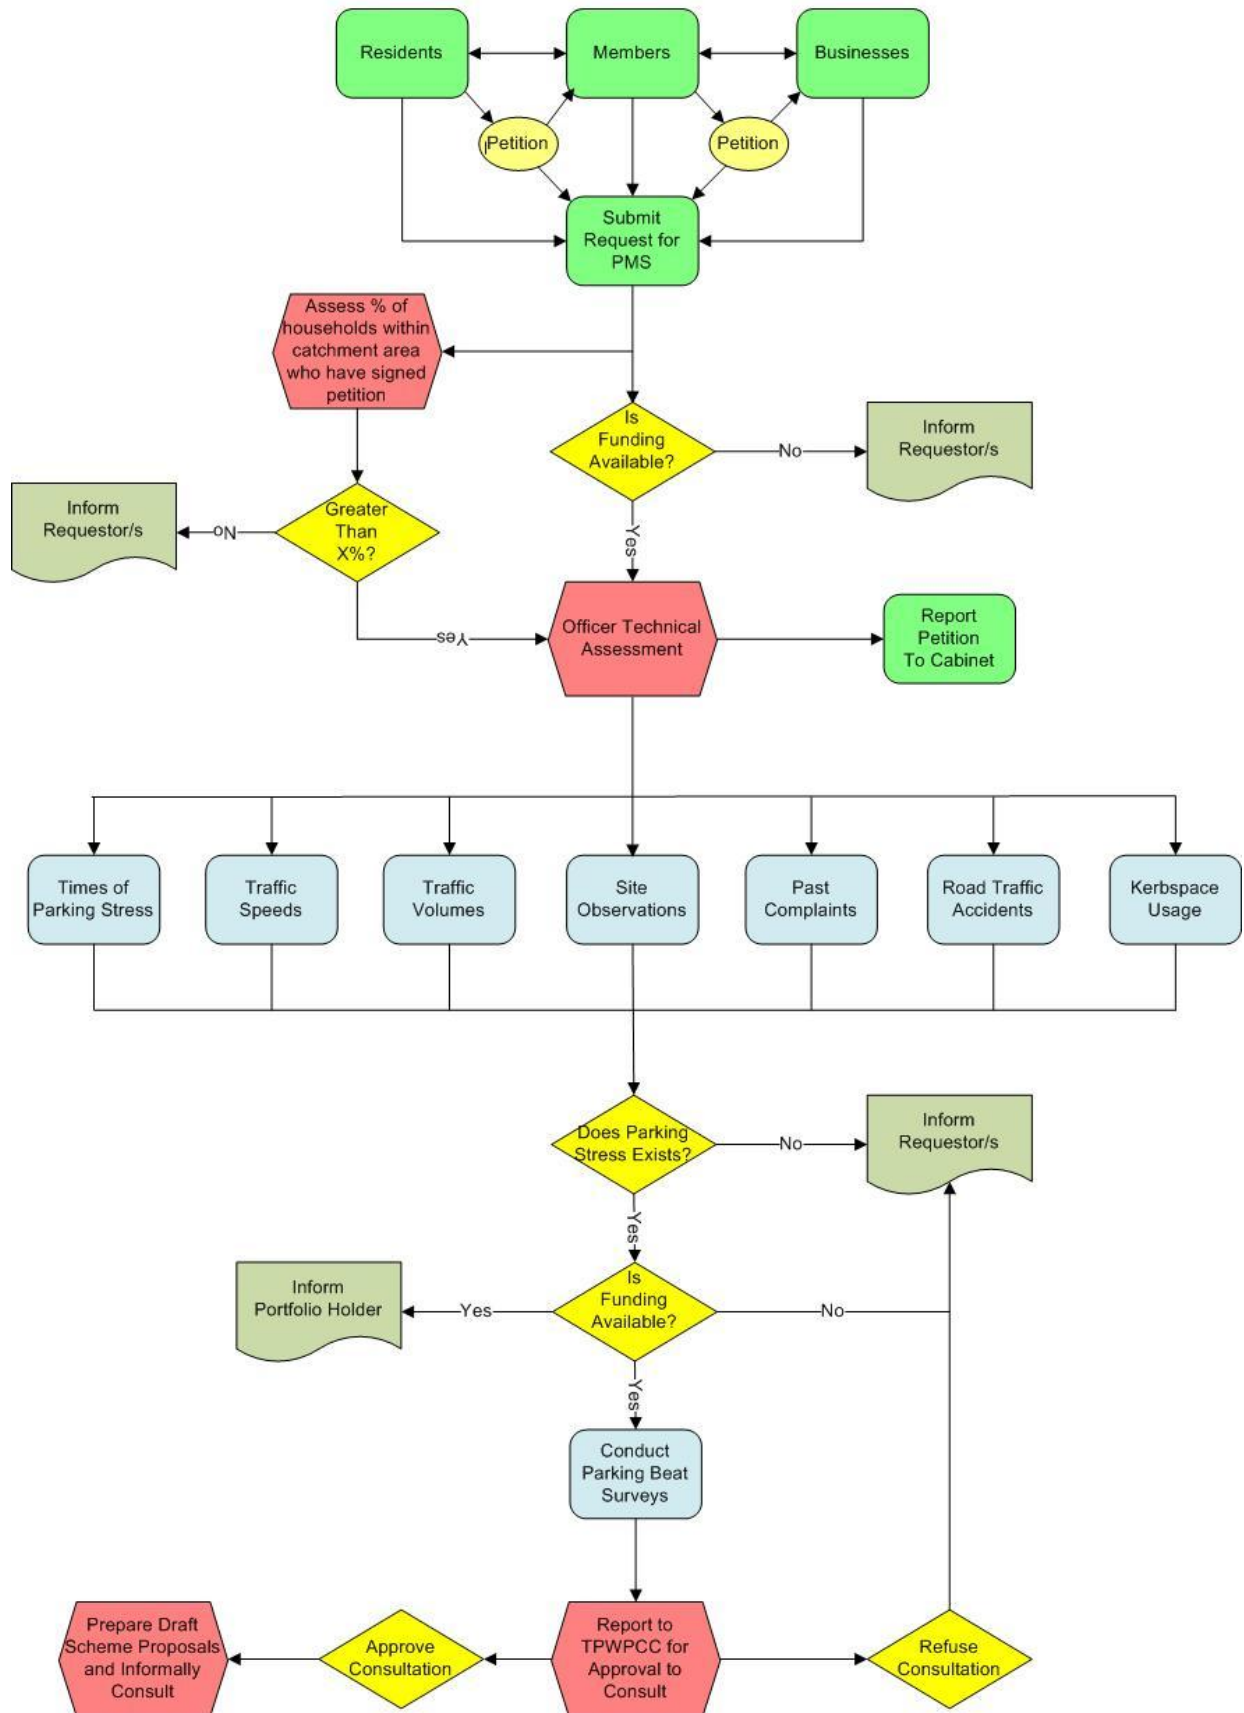 Residents
Members
Businesses
Petition
Petition
Submit
Request for
PMS
Assess % of
households within
catchment area
who have signed
petition
Is
Funding
Available?
No
Inform
Requestor/s
Inform
Requestor/s
No
Greater
Than
X%?
Yes
Yes
Officer Technical
Assessment
Report
Petition
To Cabinet
Times of
Parking Stress
Traffic
Speeds
Traffic
Volumes
Site
Observations
Past
Complaints
Road Traffic
Accidents
Kerbspace
Usage
Does Parking
Stress Exists?
No
Inform
Requestor/s
Yes
Inform
Portfolio Holder
Yes
Is
Funding
Available?
No
Yes
Conduct
Parking Beat
Surveys
Prepare Draft
Scheme Proposals
and Informally
Consult
Approve
Consultation
Report to
TPWPCC for
Approval to
Consult
Refuse
Consultation